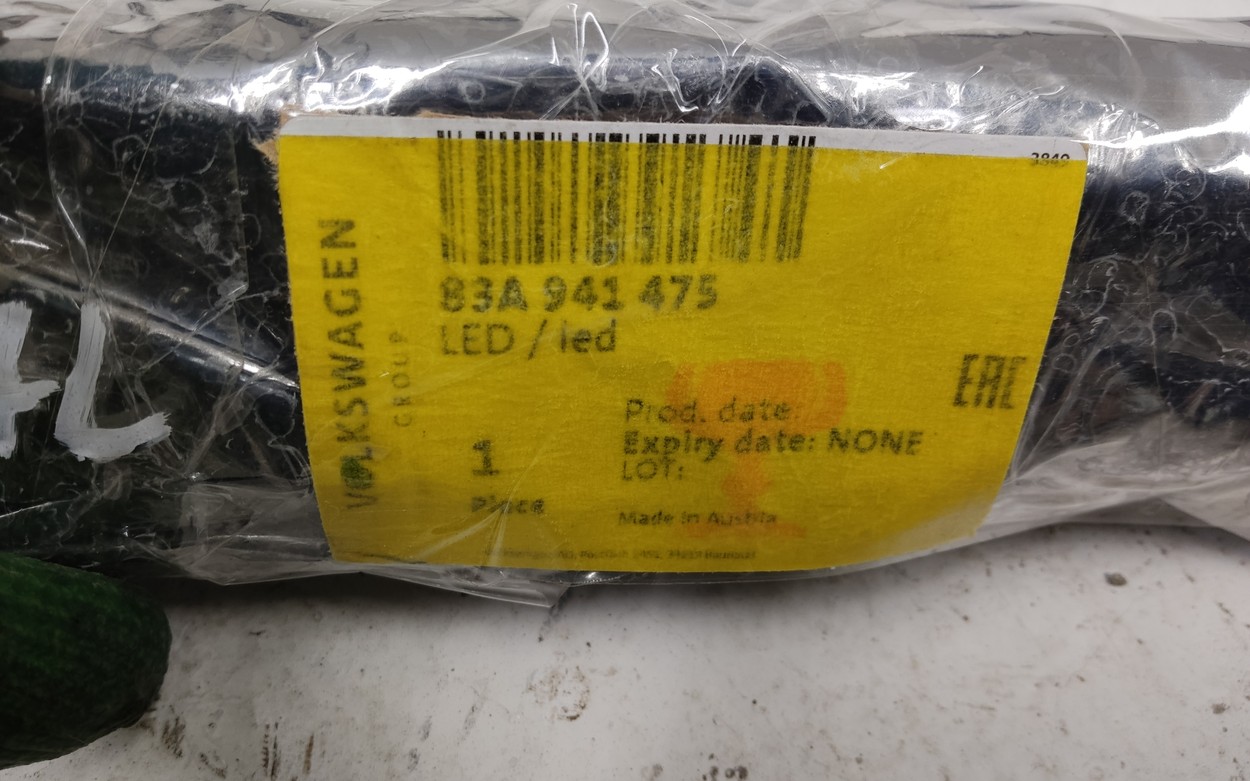 3849
VOLKSWAGEN
GROUP
83A 941 475
LED / led
EAC
Prod. date:
Expiry date: NONE
LOT:
1
Piece
Made in Austria